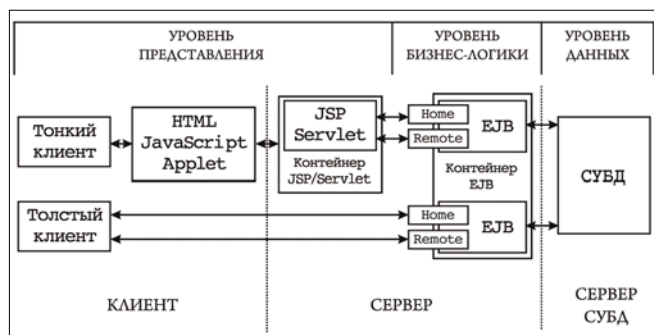 УРОВЕНЬ
ПРЕДСТАВЛЕНИЯ
УРОВЕНЬ
БИЗНЕС-ЛОГИКИ
УРОВЕНЬ
ДАННЫХ
Тонкий
клиент
HTML
JavaScript
Applet
JSP
Servlet
Контейнер
JSP/Servlet
Home
Remote
EJB
Контейнер
EJB
СУБД
Толстый
клиент
Home
Remote
EJB
КЛИЕНТ
СЕРВЕР
СЕРВЕР
СУБД